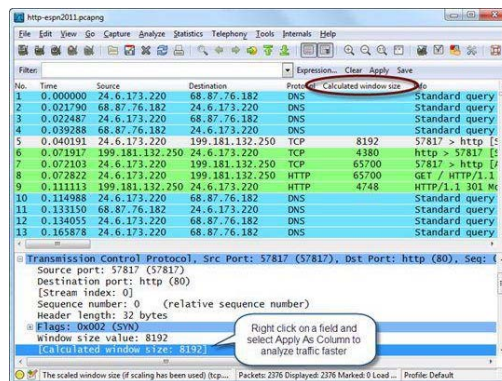 http-espn2011.pcapng
File Edit View Go Capture Analyze Statistics Telephony Tools Internals Help
Filter: Expression... Clear Apply Save
No. Time Source Destination Protocol Calculated window size Info
1 0.000000 24.6.173.220 68.87.76.182 DNS Standard query
2 0.021790 68.87.76.182 24.6.173.220 DNS Standard query
3 0.022487 24.6.173.220 68.87.76.182 DNS Standard query
4 0.039288 68.87.76.182 24.6.173.220 DNS Standard query
5 0.040191 24.6.173.220 199.181.132.250 TCP 8192 57817 > http [S
6 0.071917 199.181.132.250 24.6.173.220 TCP 4380 http > 57817 [S
7 0.072103 24.6.173.220 199.181.132.250 TCP 65700 57817 > http [A
8 0.072822 24.6.173.220 199.181.132.250 HTTP 65700 GET / HTTP/1.1
9 0.111113 199.181.132.250 24.6.173.220 HTTP 4748 HTTP/1.1 301 Mo
10 0.114988 24.6.173.220 68.87.76.182 DNS Standard query
11 0.133150 68.87.76.182 24.6.173.220 DNS Standard query
12 0.134055 24.6.173.220 68.87.76.182 DNS Standard query
13 0.165878 68.87.76.182 24.6.173.220 DNS Standard query
Transmission Control Protocol, Src Port: 57817 (57817), Dst Port: http (80), Seq: (
Source port: 57817 (57817)
Destination port: http (80)
[Stream index: 0]
Sequence number: 0 (relative sequence number)
Header length: 32 bytes
Flags: 0x002 (SYN)
Window size value: 8192
[Calculated window size: 8192]
Right click on a field and
select Apply As Column to
analyze traffic faster
The scaled window size (if scaling has been used) (tcp.... Packets: 2376 Displayed: 2376 Marked: 0 Load ... Profile: Default